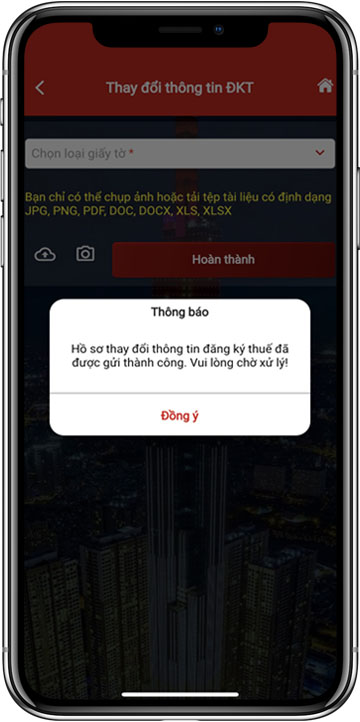 Thay đổi thông tin ĐKT
Chọn loại giấy tờ *
Bạn chỉ có thể chụp ảnh hoặc tải tệp tài liệu có định dạng
JPG, PNG, PDF, DOC, DOCX, XLS, XLSX
Hoàn thành
Thông báo
Hồ sơ thay đổi thông tin đăng ký thuế đã
được gửi thành công. Vui lòng chờ xử lý!
Đồng ý